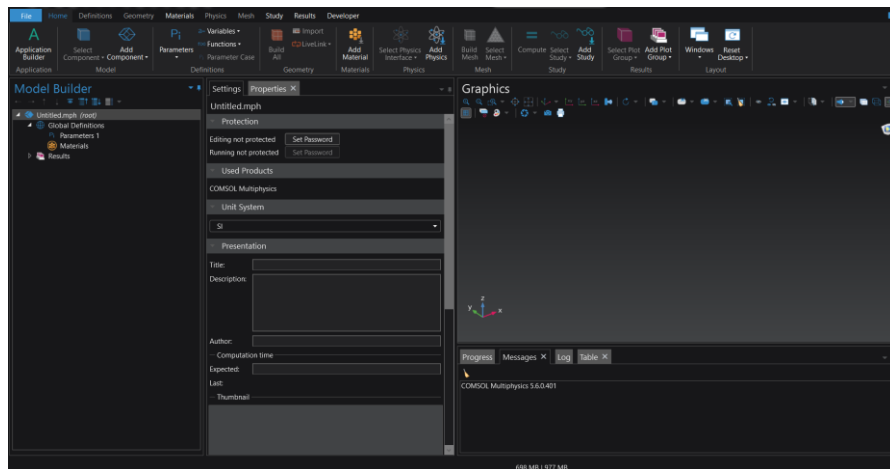 File Home Definitions Geometry Materials Physics Mesh Study Results Developer
Application Builder
Select Component
Add Component
Parameters
Variables
Functions
Parameter Case
Build All
Import
LiveLink
Add Material
Select Physics Interface
Add Physics
Build Mesh
Select Mesh
Compute
Select Study
Add Study
Select Plot Group
Add Plot Group
Windows
Reset Desktop
Application Model Definitions Geometry Materials Physics Mesh Study Results Layout
Model Builder
Untitled.mph (root)
Global Definitions
Parameters 1
Materials
Results
Settings Properties
Untitled.mph
Protection
Editing not protected Set Password
Running not protected Set Password
Used Products
COMSOL Multiphysics
Unit System
SI
Presentation
Title:
Description:
Author:
Computation time
Expected:
Last:
Thumbnail
Graphics
z
y x
Progress Messages Log Table
COMSOL Multiphysics 5.6.0.401
698 MB | 977 MB